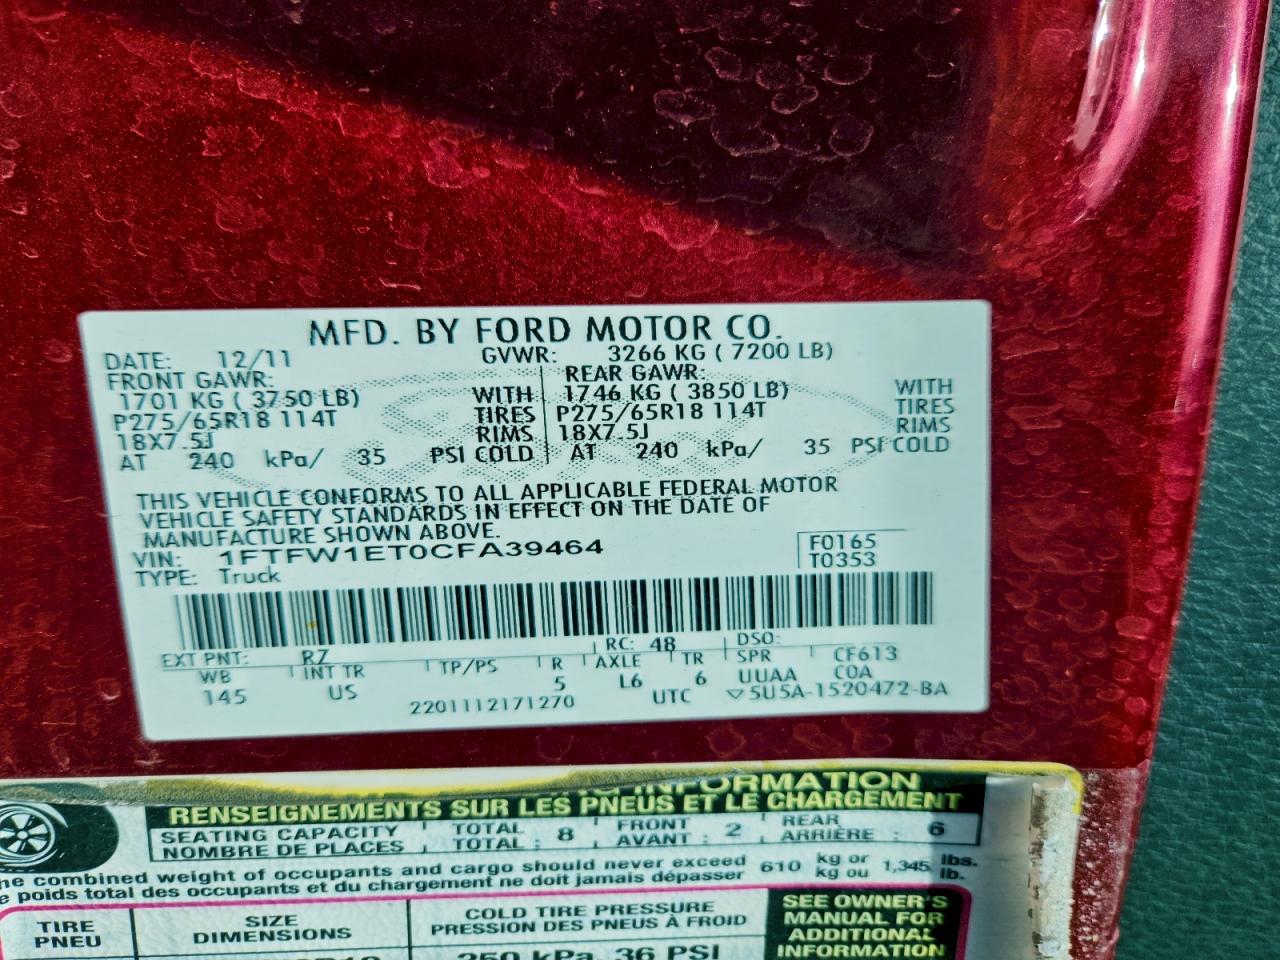 MFD. BY FORD MOTOR CO.
DATE: 12/11 GVWR: 3266 KG ( 7200 LB)
FRONT GAWR: REAR GAWR:
1701 KG ( 3750 LB) WITH 1746 KG ( 3850 LB) WITH
P275/65R18 114T TIRES P275/65R18 114T TIRES
18X7.5J RIMS 18X7.5J RIMS
AT 240 kPa/ 35 PSI COLD AT 240 kPa/ 35 PSI COLD
THIS VEHICLE CONFORMS TO ALL APPLICABLE FEDERAL MOTOR
VEHICLE SAFETY STANDARDS IN EFFECT ON THE DATE OF
MANUFACTURE SHOWN ABOVE.
VIN: 1FTFW1ET0CFA39464 F0165
TYPE: Truck T0353
EXT PNT: RZ RC: 48 DSO:
WB INT TR TP/PS R AXLE TR SPR CF613
145 US 5 L6 6 UUAA COA
2201112171270 UTC ▽5U5A-1520472-BA
INFORMATION
RENSEIGNEMENTS SUR LES PNEUS ET LE CHARGEMENT
SEATING CAPACITY TOTAL 8 FRONT 2 REAR 6
NOMBRE DE PLACES TOTAL : AVANT : ARRIÈRE :
he combined weight of occupants and cargo should never exceed 610 kg or 1,345 lbs.
e poids total des occupants et du chargement ne doit jamais dépasser kg ou lb.
TIRE SIZE COLD TIRE PRESSURE SEE OWNER'S
PNEU DIMENSIONS PRESSION DES PNEUS À FROID MANUAL FOR
ADDITIONAL
250 kPa, 36 PSI INFORMATION